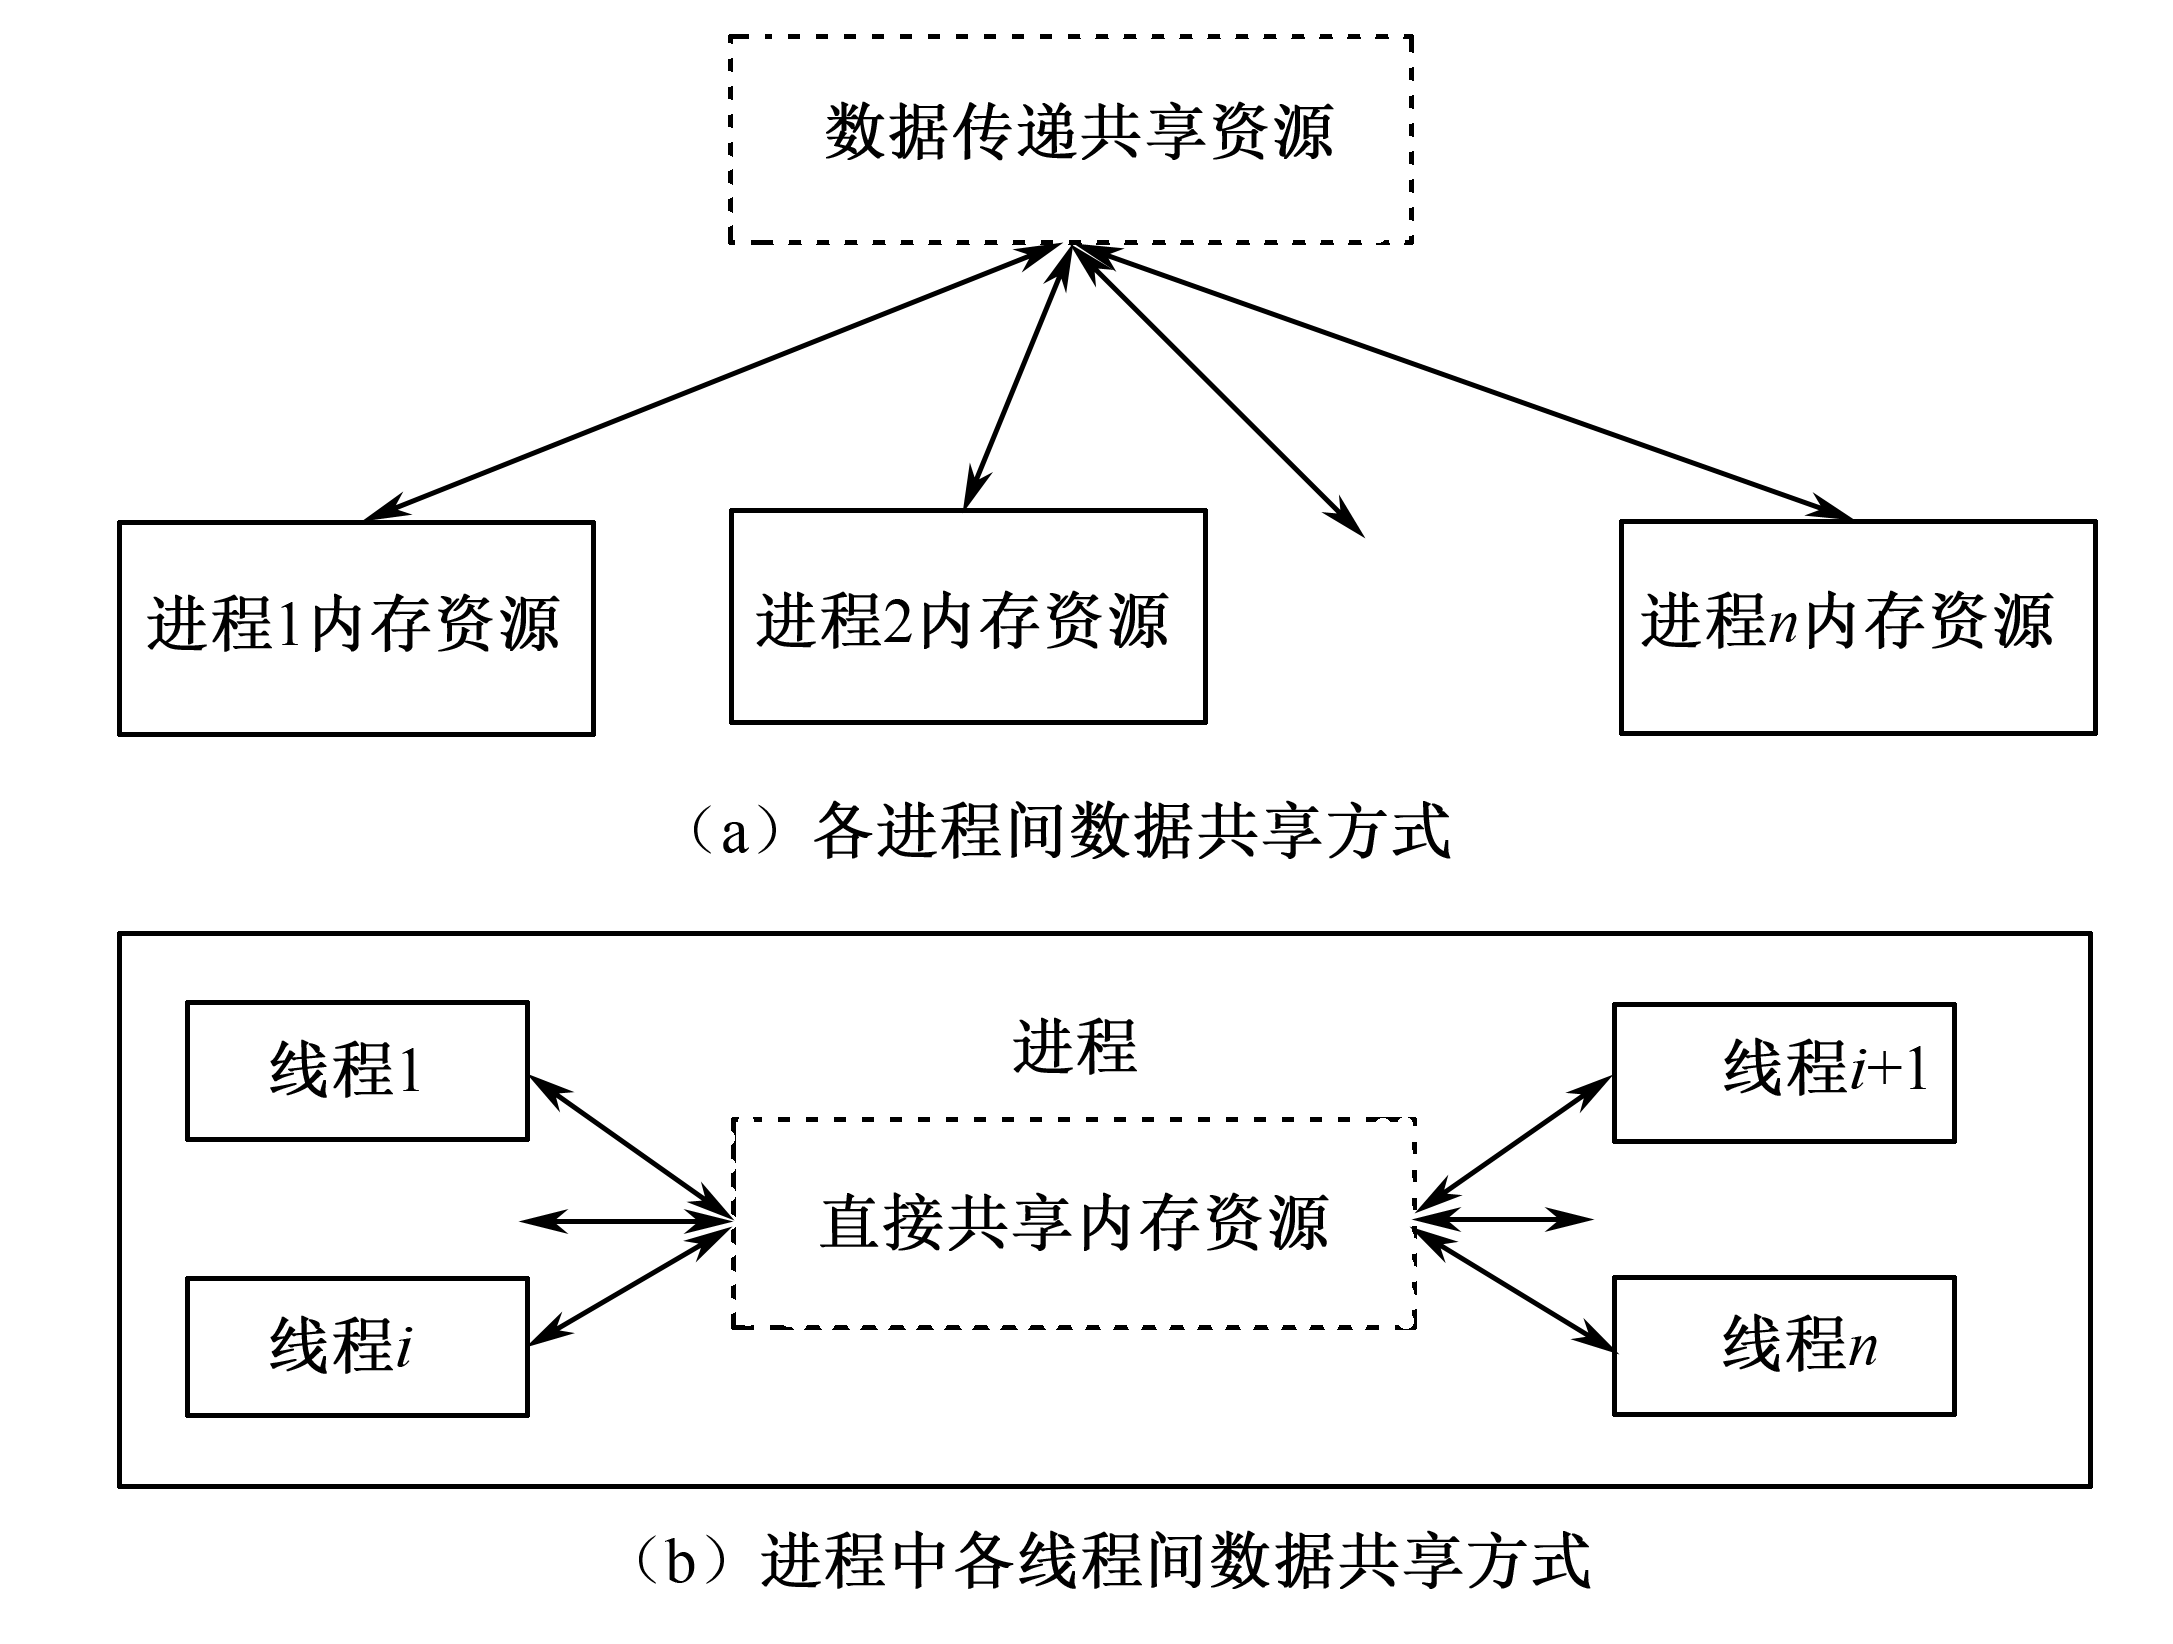 数据传递共享资源
进程1内存资源
进程2内存资源
进程n内存资源
（a）各进程间数据共享方式
线程1
进程
线程i+1
直接共享内存资源
线程i
线程n
（b）进程中各线程间数据共享方式